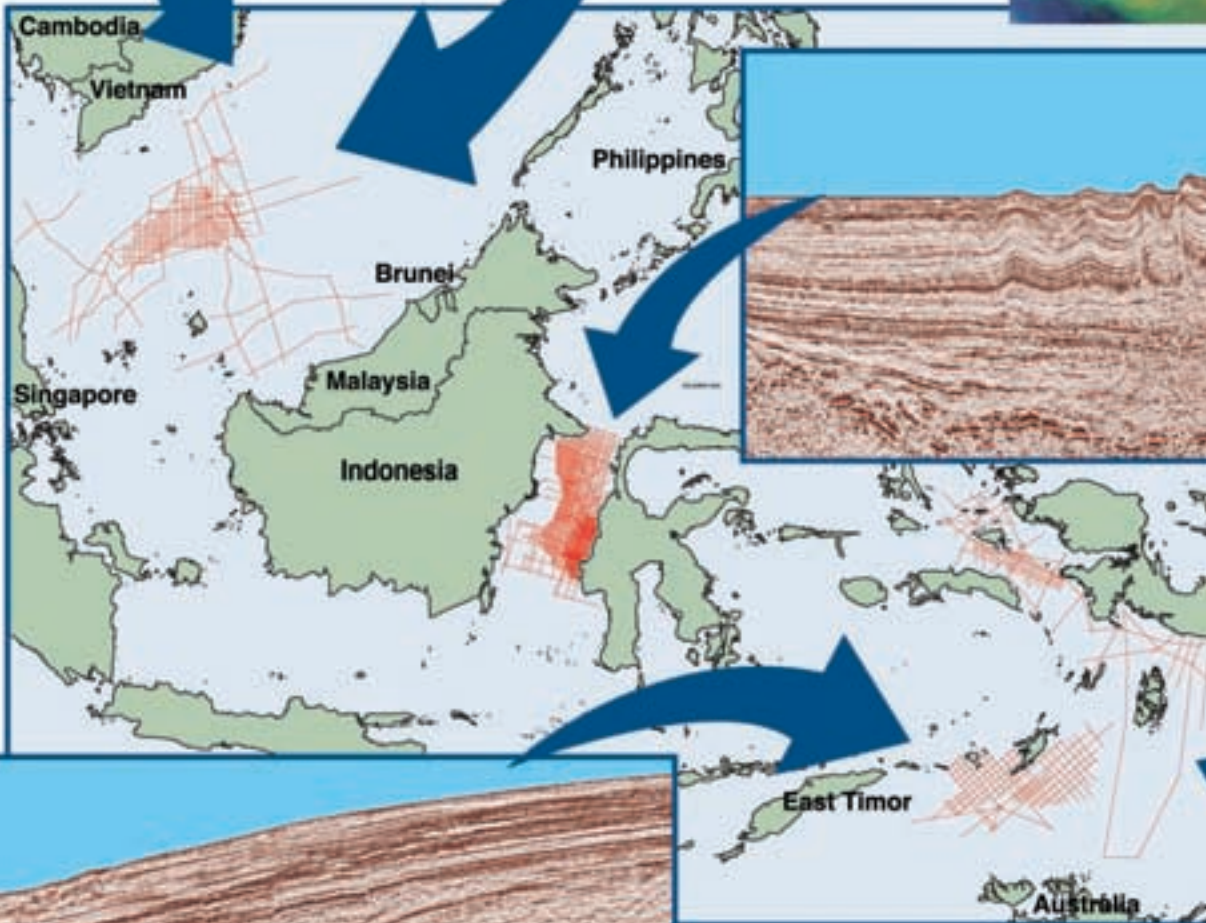 Cambodia
Vietnam
Philippines
Brunei
Malaysia
Singapore
Indonesia
East Timor
Australia